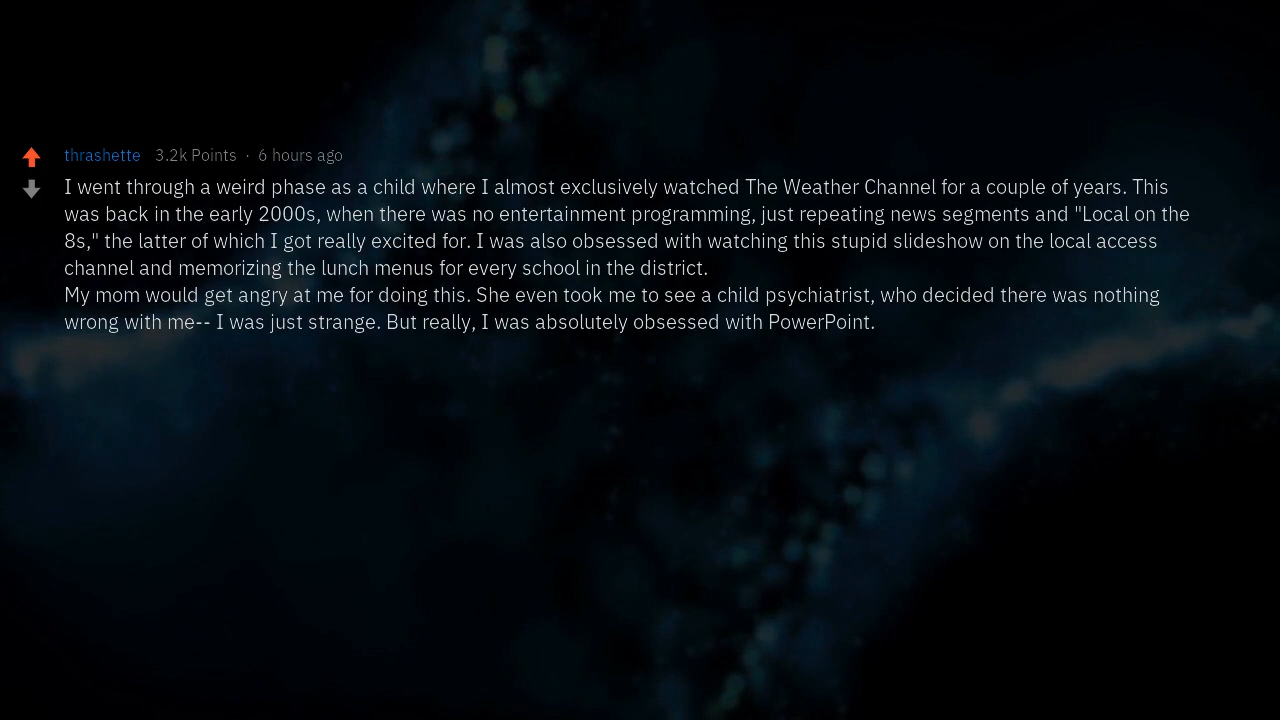 thrashette 3.2k Points · 6 hours ago
I went through a weird phase as a child where I almost exclusively watched The Weather Channel for a couple of years. This
was back in the early 2000s, when there was no entertainment programming, just repeating news segments and "Local on the
8s," the latter of which I got really excited for. I was also obsessed with watching this stupid slideshow on the local access
channel and memorizing the lunch menus for every school in the district.
My mom would get angry at me for doing this. She even took me to see a child psychiatrist, who decided there was nothing
wrong with me-- I was just strange. But really, I was absolutely obsessed with PowerPoint.